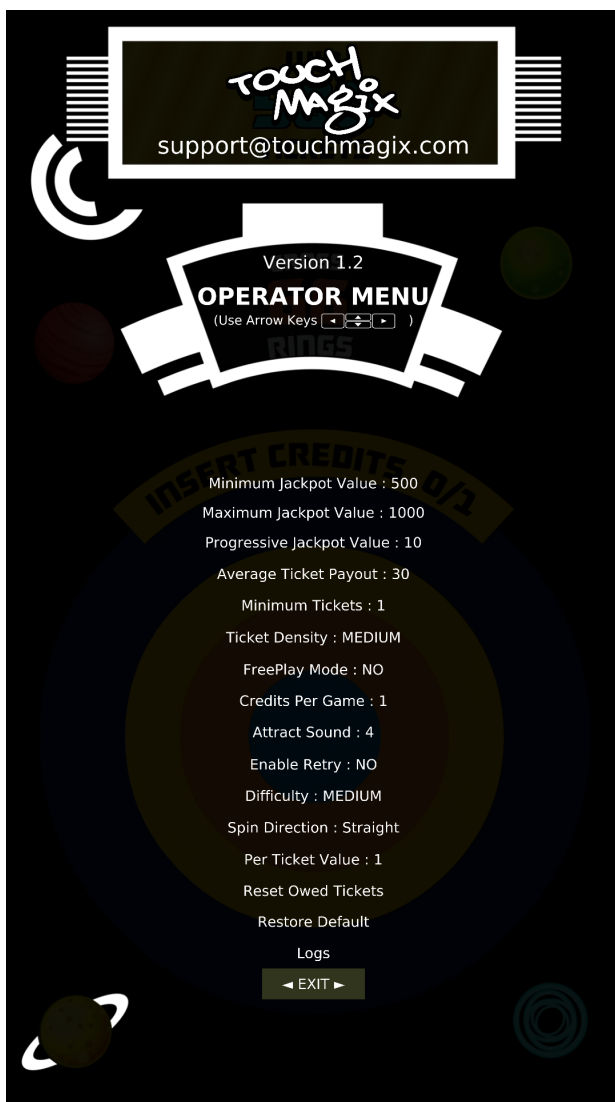 TOUCH
MAGIX
support@touchmagix.com
Version 1.2
OPERATOR MENU
(Use Arrow Keys ◄ ▲ ▼ ► )
RINGS
INSERT CREDITS 0/1
Minimum Jackpot Value : 500
Maximum Jackpot Value : 1000
Progressive Jackpot Value : 10
Average Ticket Payout : 30
Minimum Tickets : 1
Ticket Density : MEDIUM
FreePlay Mode : NO
Credits Per Game : 1
Attract Sound : 4
Enable Retry : NO
Difficulty : MEDIUM
Spin Direction : Straight
Per Ticket Value : 1
Reset Owed Tickets
Restore Default
Logs
◄ EXIT ►